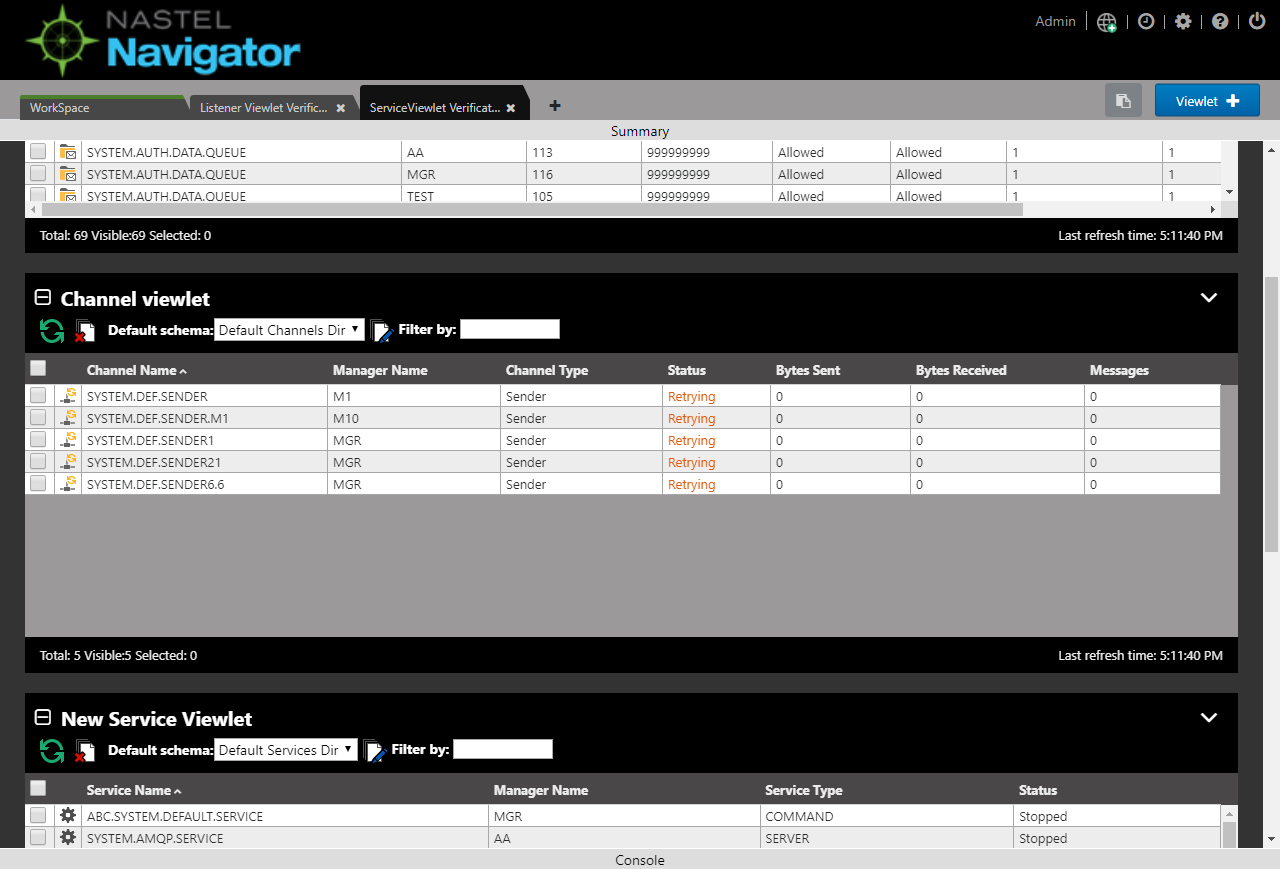 NASTEL
Navigator
Admin
WorkSpace
Listener Viewlet Verific...
ServiceViewlet Verificat...
Viewlet
Summary
SYSTEM.AUTH.DATA.QUEUE AA 113 999999999 Allowed Allowed 1 1
SYSTEM.AUTH.DATA.QUEUE MGR 116 999999999 Allowed Allowed 1 1
SYSTEM.AUTH.DATA.QUEUE TEST 105 999999999 Allowed Allowed 1 1
Total: 69 Visible:69 Selected: 0 Last refresh time: 5:11:40 PM
Channel viewlet
Default schema: Default Channels Dir Filter by:
Channel Name Manager Name Channel Type Status Bytes Sent Bytes Received Messages
SYSTEM.DEF.SENDER M1 Sender Retrying 0 0 0
SYSTEM.DEF.SENDER.M1 M10 Sender Retrying 0 0 0
SYSTEM.DEF.SENDER1 MGR Sender Retrying 0 0 0
SYSTEM.DEF.SENDER21 MGR Sender Retrying 0 0 0
SYSTEM.DEF.SENDER6.6 MGR Sender Retrying 0 0 0
Total: 5 Visible:5 Selected: 0 Last refresh time: 5:11:40 PM
New Service Viewlet
Default schema: Default Services Dir Filter by:
Service Name Manager Name Service Type Status
ABC.SYSTEM.DEFAULT.SERVICE MGR COMMAND Stopped
SYSTEM.AMQP.SERVICE AA SERVER Stopped
Console